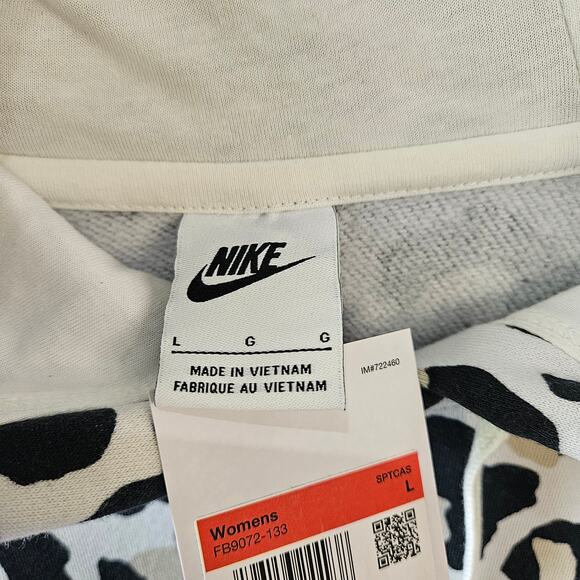 NIKE
L G G
MADE IN VIETNAM
FABRIQUE AU VIETNAM
IM#722460
SPTCAS
L
Womens
FB9072-133